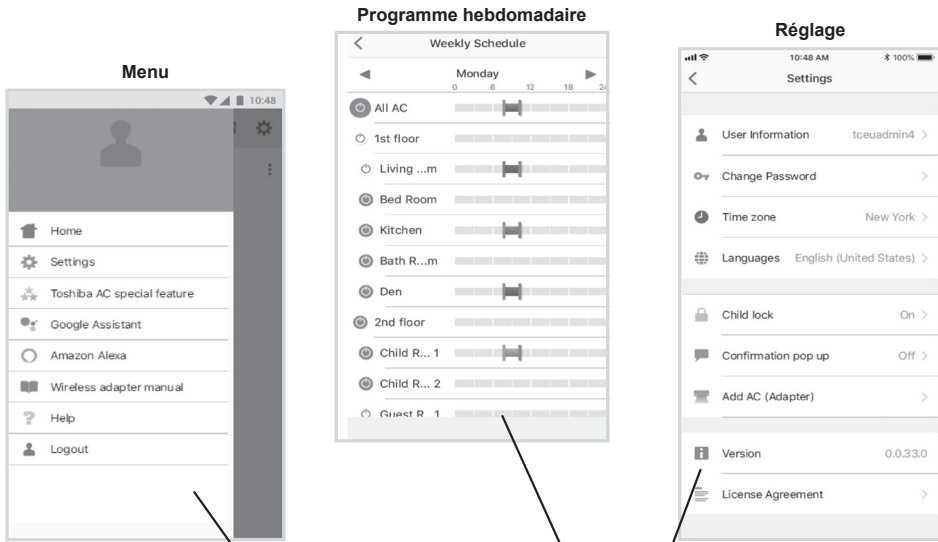 Menu
10:48
Home
Settings
Toshiba AC special feature
Google Assistant
Amazon Alexa
Wireless adapter manual
Help
Logout
Programme hebdomadaire
Weekly Schedule
Monday
0 6 12 18 24
All AC
1st floor
Living ...m
Bed Room
Kitchen
Bath R...m
Den
2nd floor
Child R... 1
Child R... 2
Guest R 1
Réglage
10:48 AM 100%
Settings
User Information tceuadmin4
Change Password
Time zone New York
Languages English (United States)
Child lock On
Confirmation pop up Off
Add AC (Adapter)
Version 0.0.33.0
License Agreement